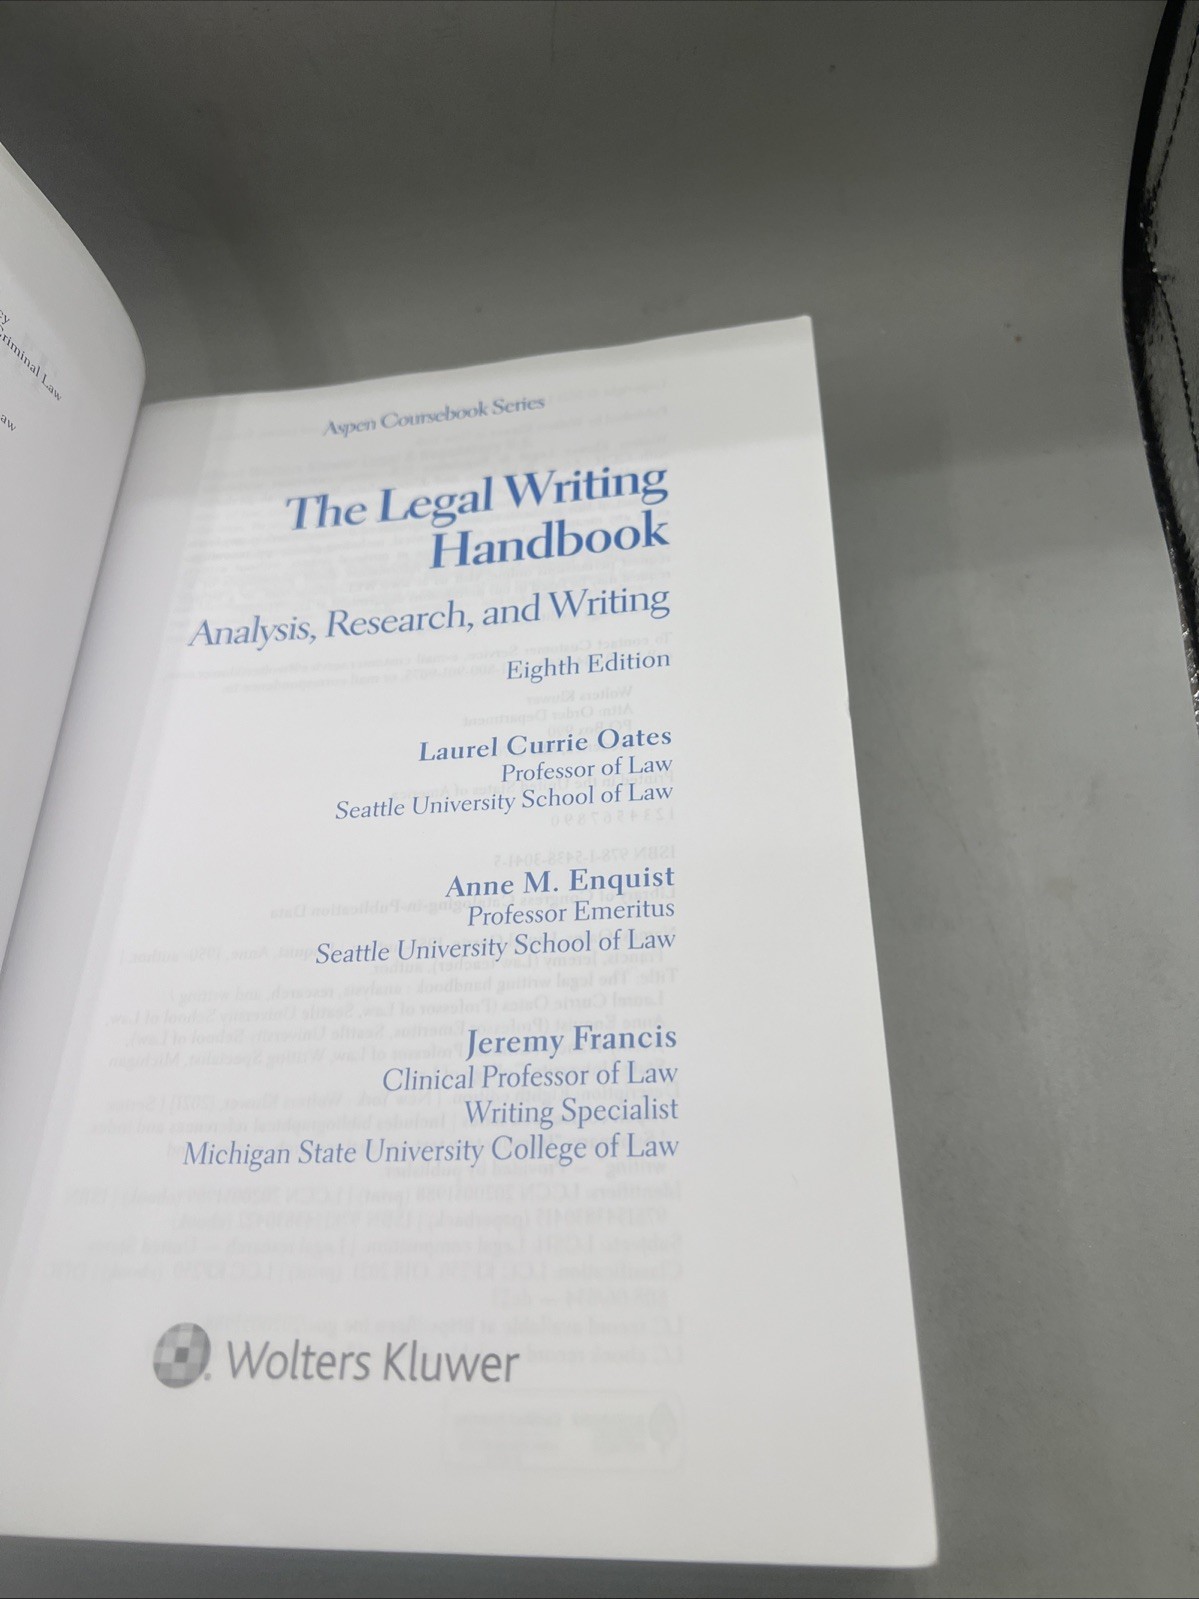 Criminal Law
Aspen Coursebook Series
The Legal Writing
Handbook
Analysis, Research, and Writing
Eighth Edition
Laurel Currie Oates
Professor of Law
Seattle University School of Law
Anne M. Enquist
Professor Emeritus
Seattle University School of Law
Jeremy Francis
Clinical Professor of Law
Writing Specialist
Michigan State University College of Law
Wolters Kluwer